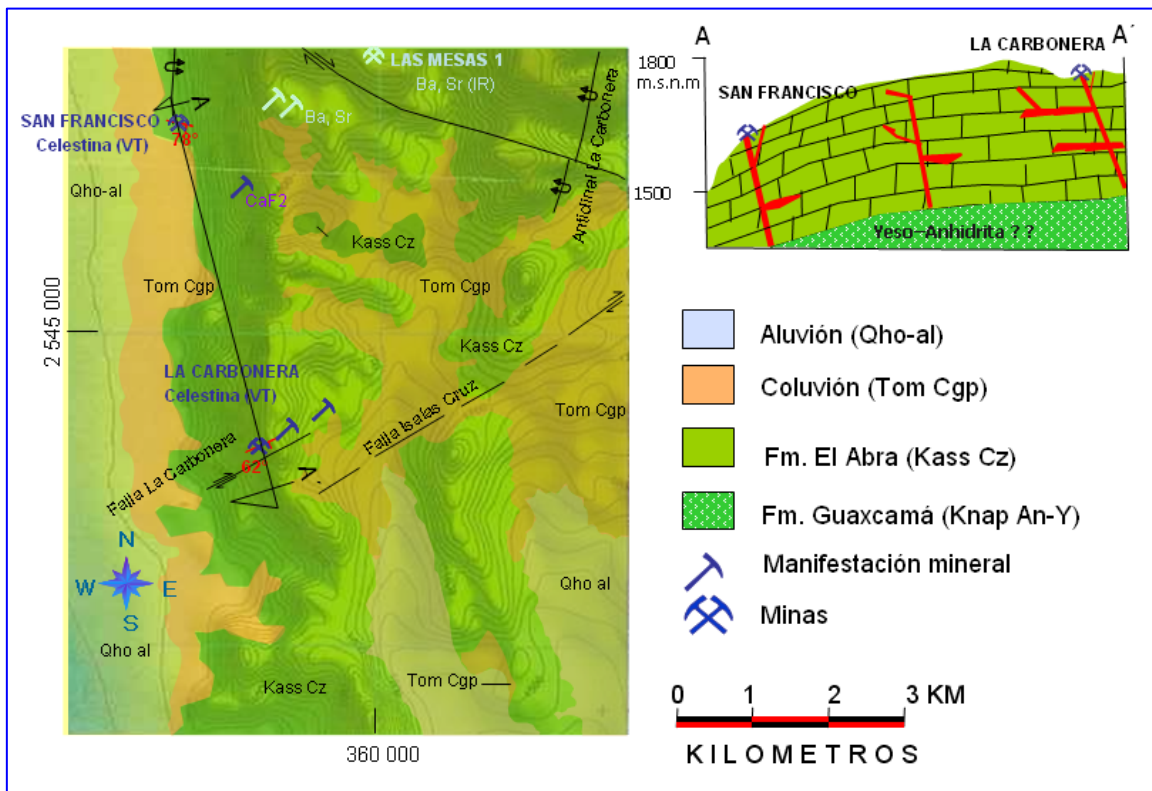 LAS MESAS 1
Ba, Sr (IR)
Ba, Sr
A
SAN FRANCISCO
Celestina (VT)
78°
Qho-al
CaF2
Antidinal La Carbonera
Kass Cz
Tom Cgp
Tom Cgp
2 545 000
Kass Cz
LA CARBONERA
Celestina (VT)
Falla Isaias Cruz
Tom Cgp
Falla La Carbonera
62°
A´
N
W E
S
Qho al
Qho al
Kass Cz
Tom Cgp
360 000
A A´
LA CARBONERA
1800
m.s.n.m
SAN FRANCISCO
1500
Yeso-Anhidrita ? ?
Aluvión (Qho-al)
Coluvión (Tom Cgp)
Fm. El Abra (Kass Cz)
Fm. Guaxcamá (Knap An-Y)
Manifestación mineral
Minas
0 1 2 3 KM
KILOMETROS